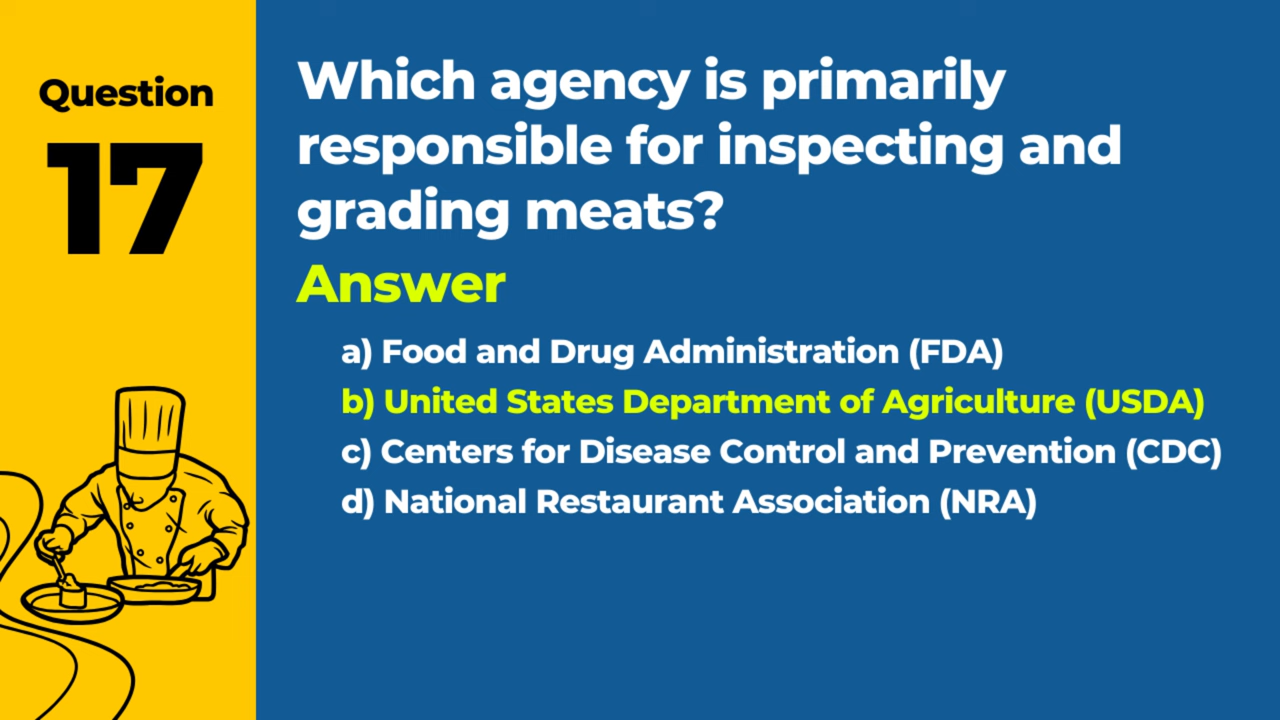 Question
17
Which agency is primarily
responsible for inspecting and
grading meats?
Answer
a) Food and Drug Administration (FDA)
b) United States Department of Agriculture (USDA)
c) Centers for Disease Control and Prevention (CDC)
d) National Restaurant Association (NRA)